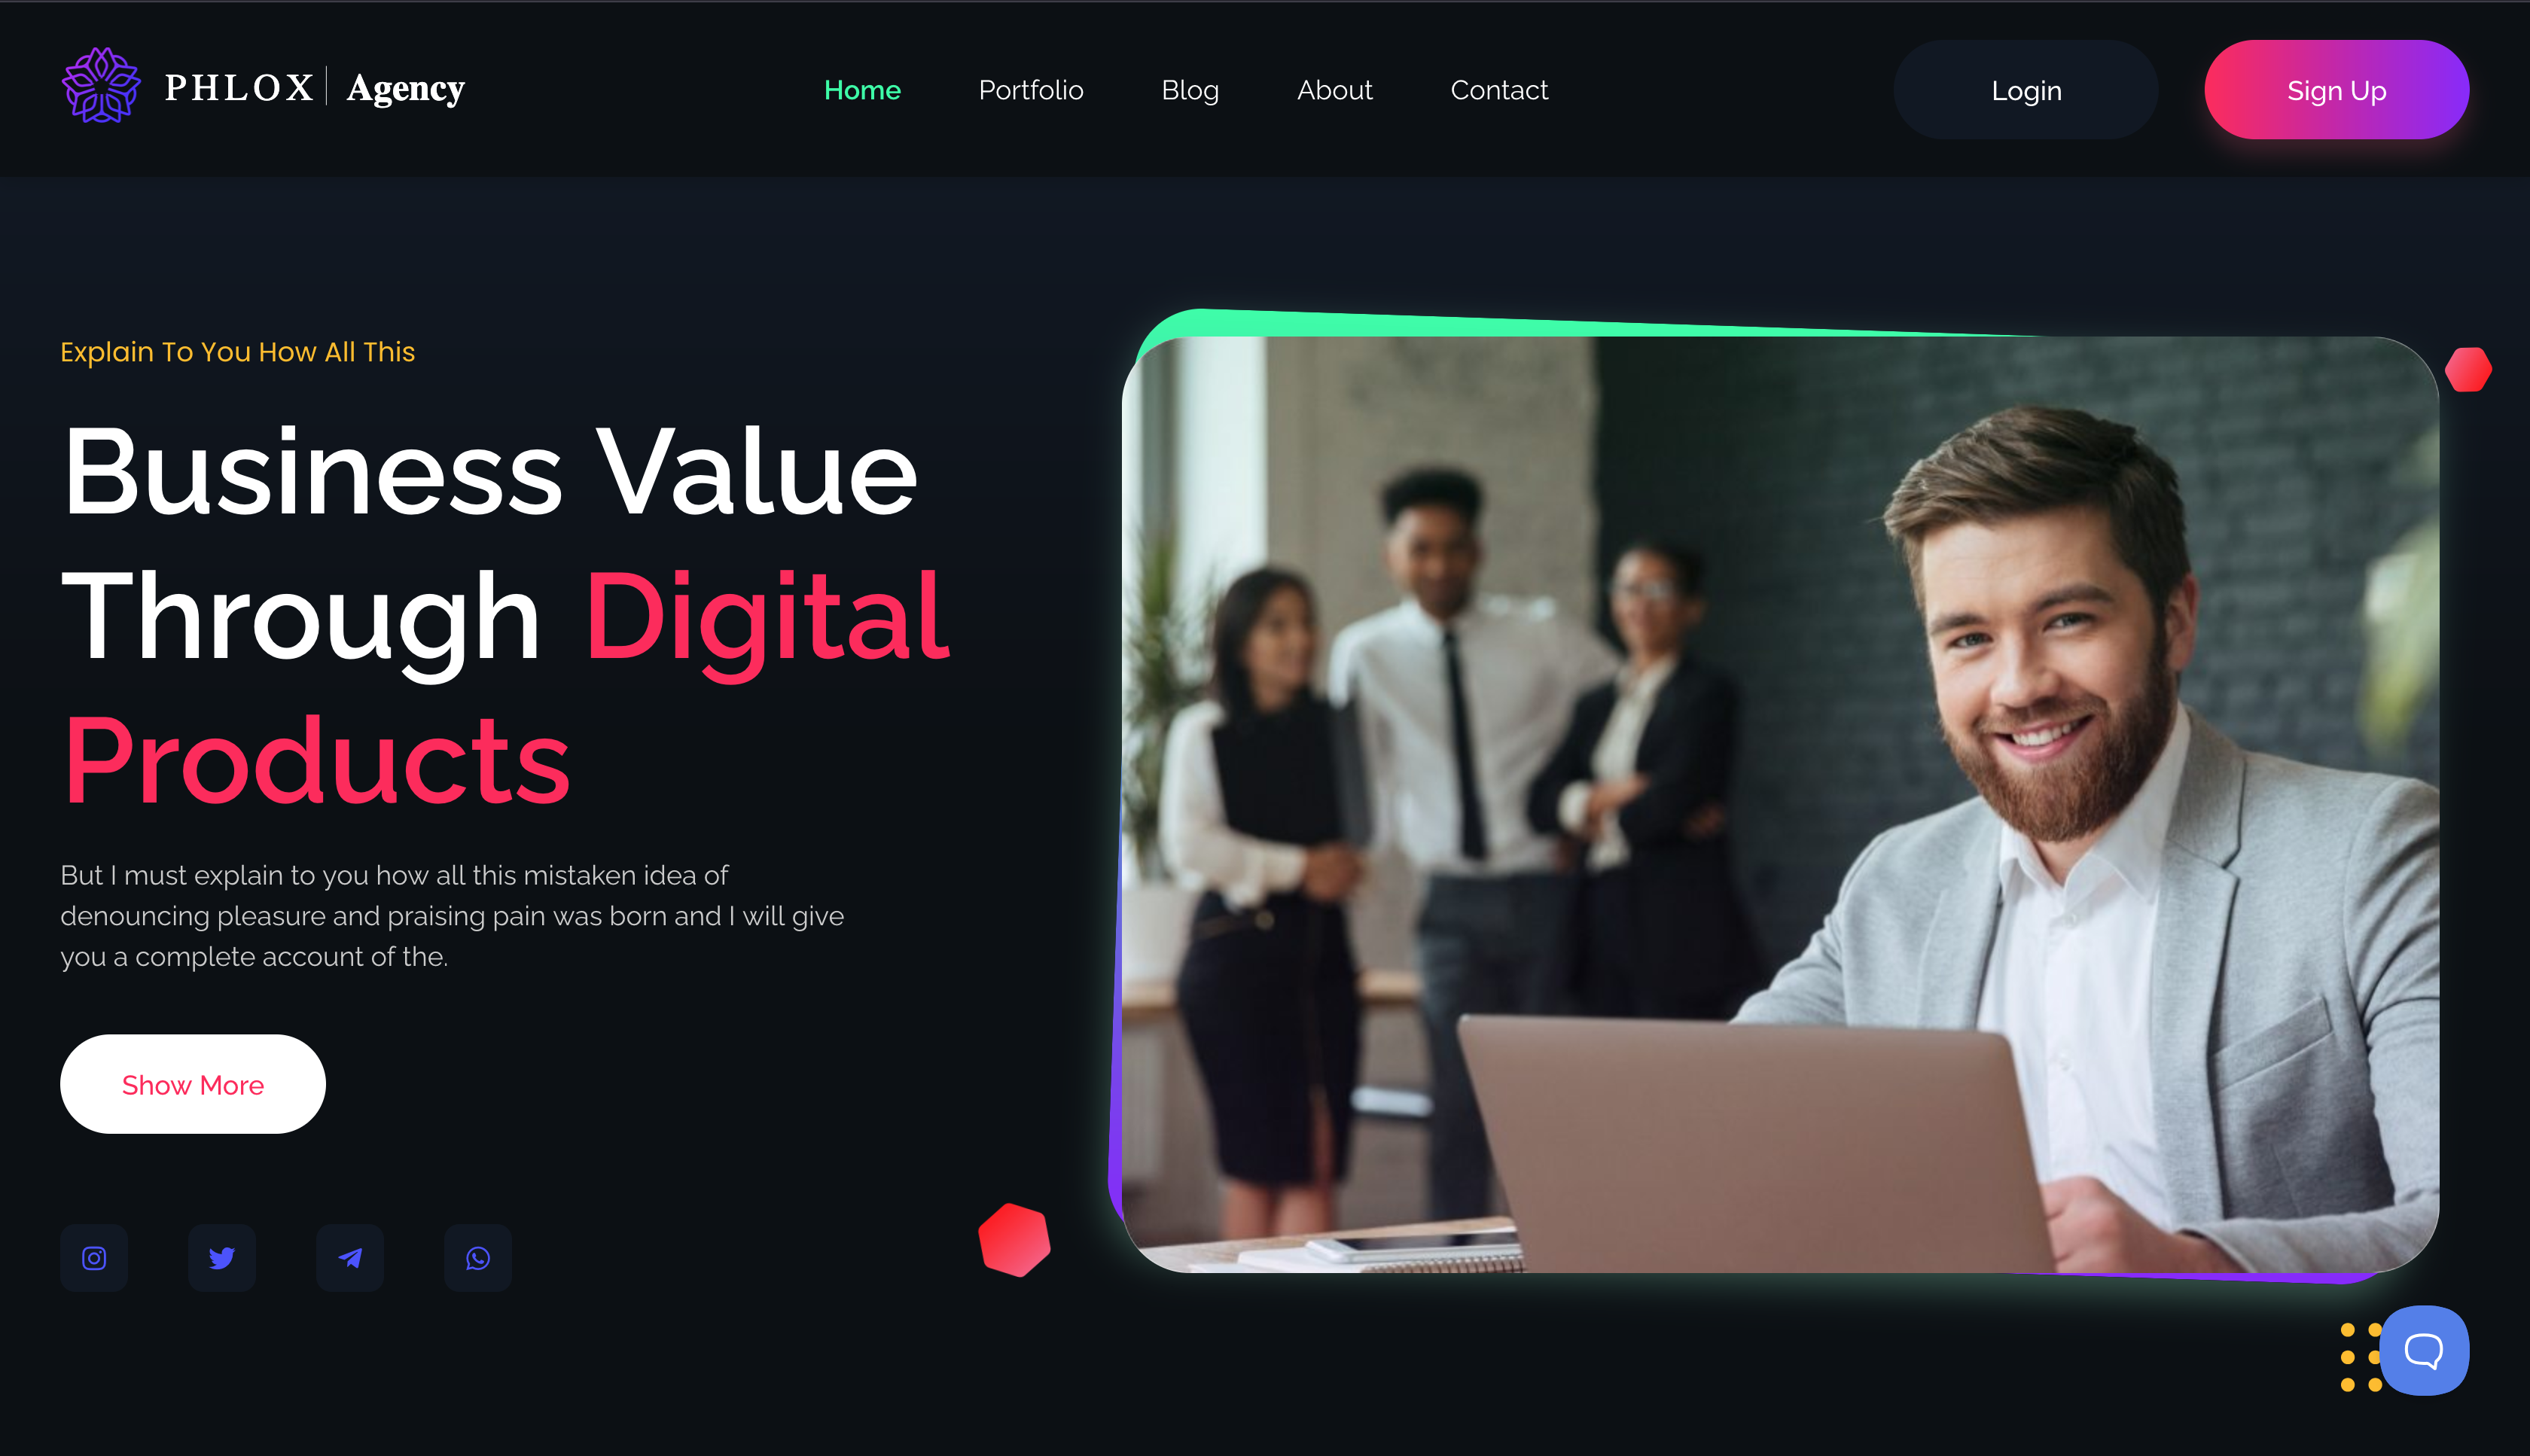 PHLOX | Agency
Home Portfolio Blog About Contact
Login
Sign Up
Explain To You How All This
Business Value
Through Digital
Products
But I must explain to you how all this mistaken idea of
denouncing pleasure and praising pain was born and I will give
you a complete account of the.
Show More